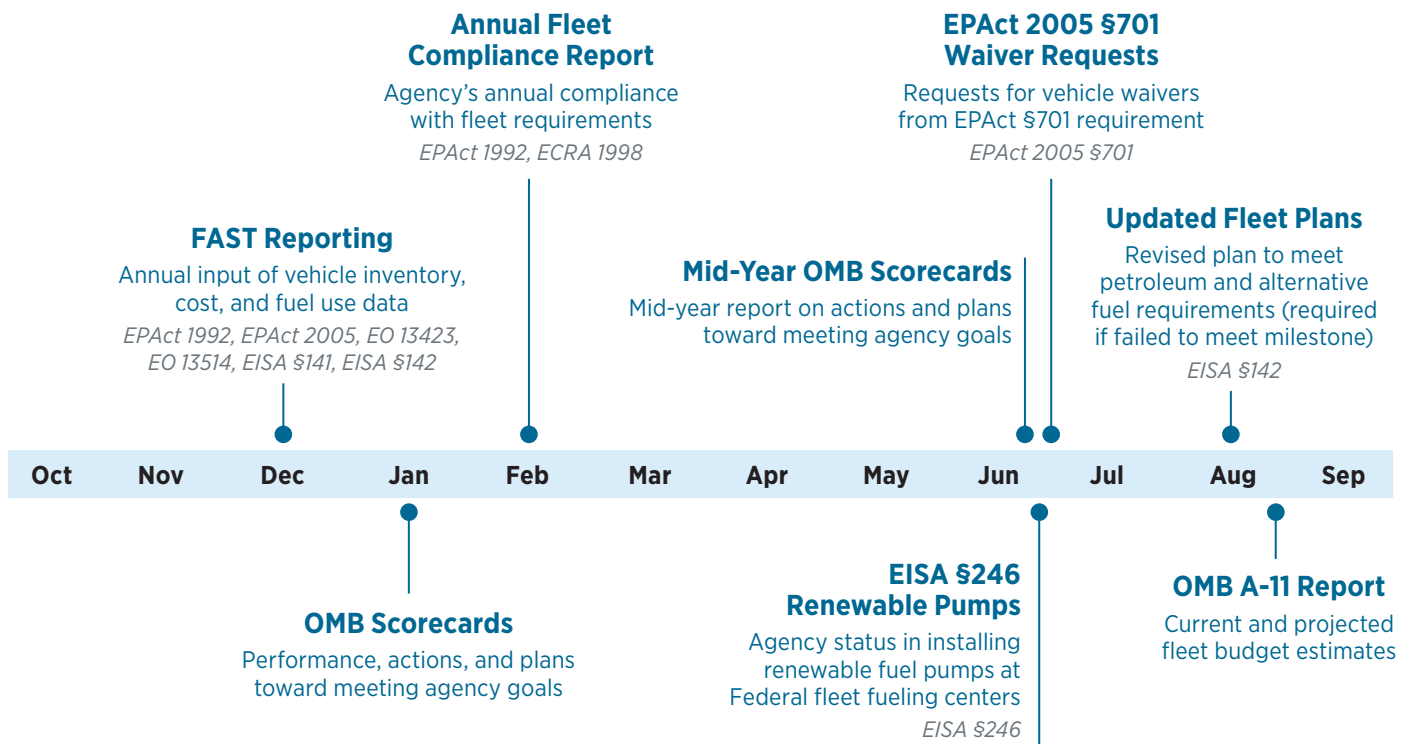 Annual Fleet
Compliance Report
Agency’s annual compliance
with fleet requirements
EPAct 1992, ECRA 1998
EPAct 2005 §701
Waiver Requests
Requests for vehicle waivers
from EPAct §701 requirement
EPAct 2005 §701
FAST Reporting
Annual input of vehicle inventory,
cost, and fuel use data
EPAct 1992, EPAct 2005, EO 13423,
EO 13514, EISA §141, EISA §142
Mid-Year OMB Scorecards
Mid-year report on actions and plans
toward meeting agency goals
Updated Fleet Plans
Revised plan to meet
petroleum and alternative
fuel requirements (required
if failed to meet milestone)
EISA §142
Oct Nov Dec Jan Feb Mar Apr May Jun Jul Aug Sep
OMB Scorecards
Performance, actions, and plans
toward meeting agency goals
EISA §246
Renewable Pumps
Agency status in installing
renewable fuel pumps at
Federal fleet fueling centers
EISA §246
OMB A-11 Report
Current and projected
fleet budget estimates